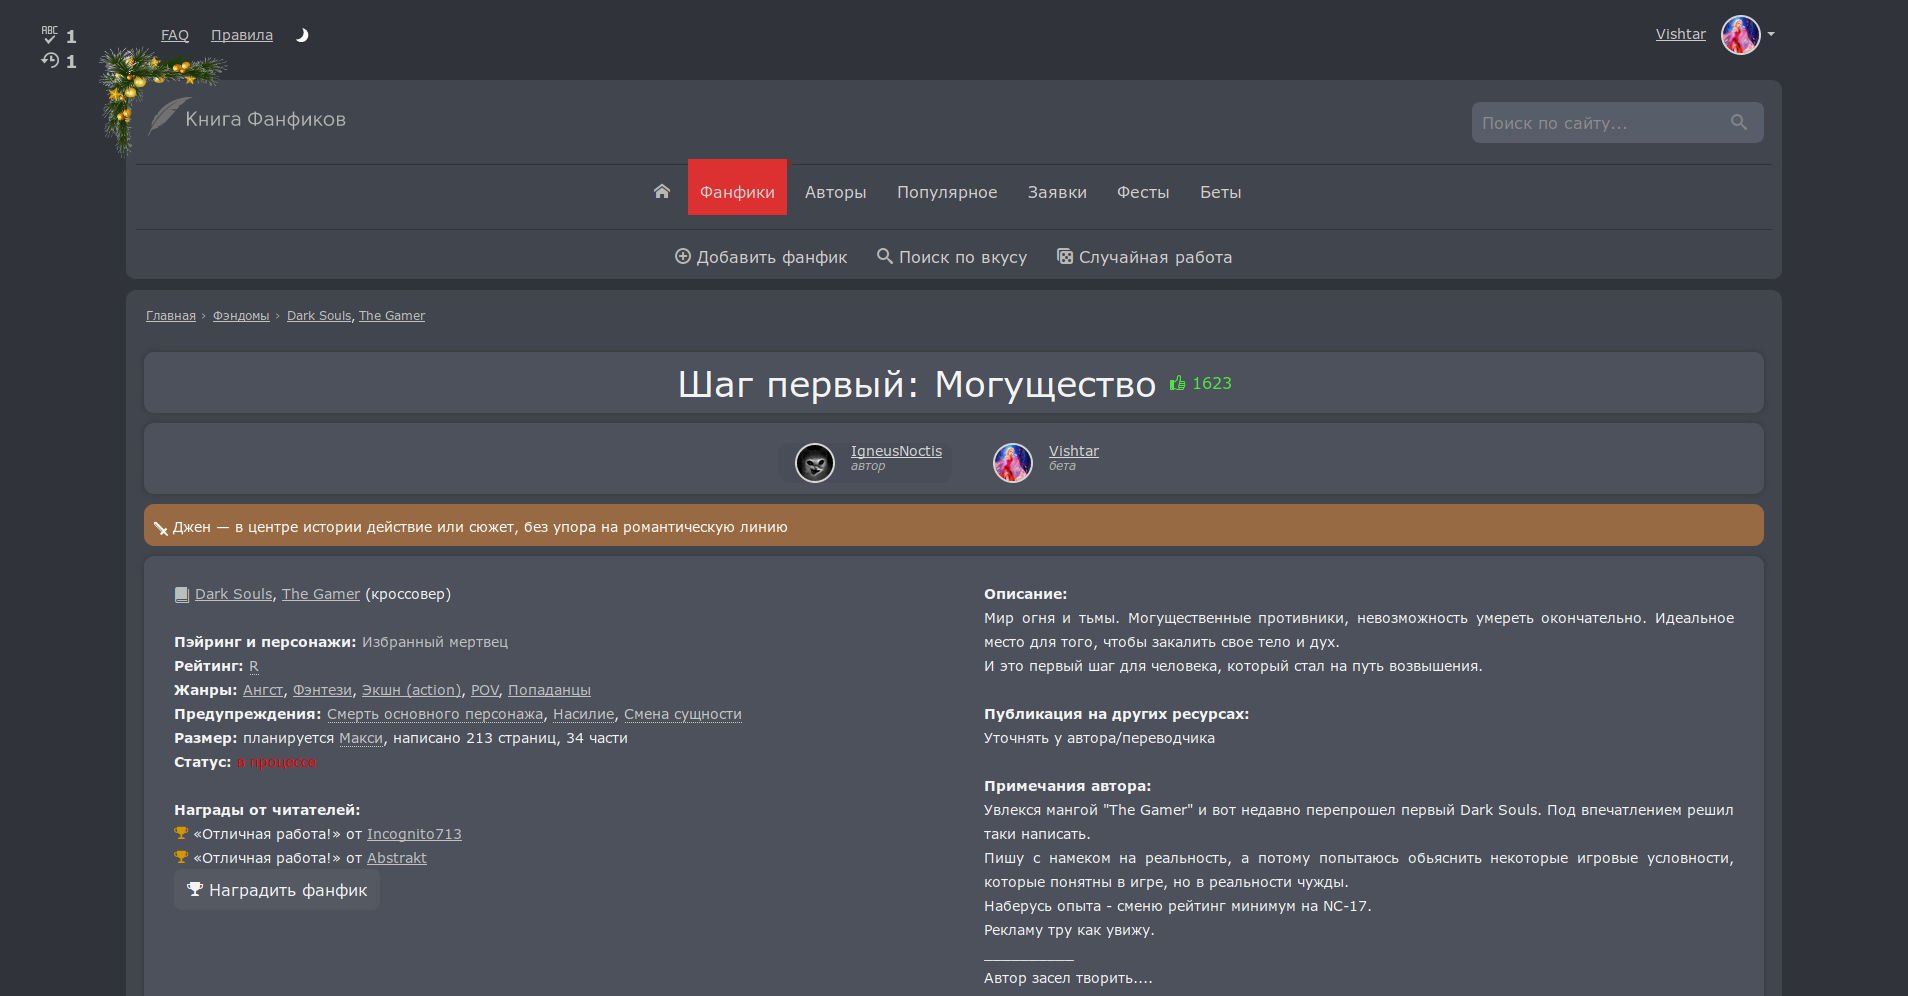 ABC 1
1
FAQ Правила
Vishtar
Книга Фанфиков
Поиск по сайту...
Фанфики Авторы Популярное Заявки Фесты Беты
Добавить фанфик Поиск по вкусу Случайная работа
Главная › Фэндомы › Dark Souls, The Gamer
Шаг первый: Могущество 1623
IgneusNoctis
автор
Vishtar
бета
Джен — в центре истории действие или сюжет, без упора на романтическую линию
Dark Souls, The Gamer (кроссовер)
Пэйринг и персонажи: Избранный мертвец
Рейтинг: R
Жанры: Ангст, Фэнтези, Экшн (action), POV, Попаданцы
Предупреждения: Смерть основного персонажа, Насилие, Смена сущности
Размер: планируется Макси, написано 213 страниц, 34 части
Статус: в процессе
Награды от читателей:
«Отличная работа!» от Incognito713
«Отличная работа!» от Abstrakt
Наградить фанфик
Описание:
Мир огня и тьмы. Могущественные противники, невозможность умереть окончательно. Идеальное
место для того, чтобы закалить свое тело и дух.
И это первый шаг для человека, который стал на путь возвышения.
Публикация на других ресурсах:
Уточнять у автора/переводчика
Примечания автора:
Увлекся мангой "The Gamer" и вот недавно перепрошел первый Dark Souls. Под впечатлением решил
таки написать.
Пишу с намеком на реальность, а потому попытаюсь обьяснить некоторые игровые условности,
которые понятны в игре, но в реальности чужды.
Наберусь опыта - сменю рейтинг минимум на NC-17.
Рекламу тру как увижу.
__________
Автор засел творить....